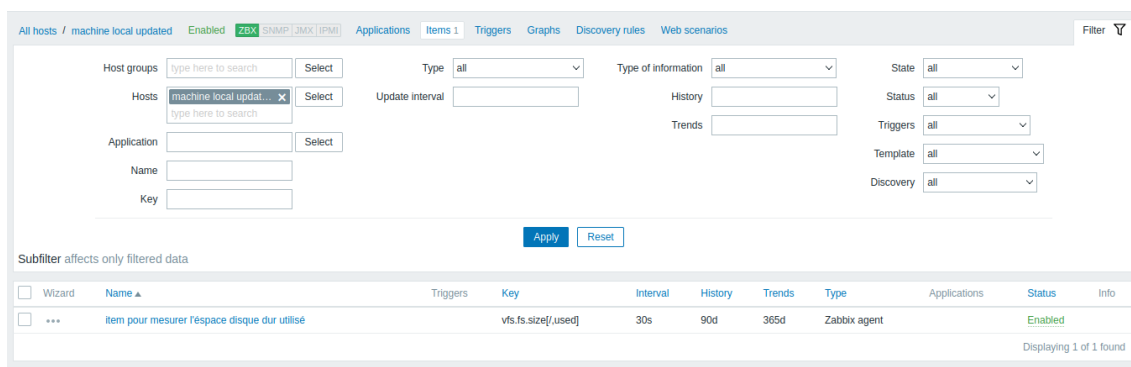 All hosts / machine local updated Enabled ZBX SNMP JMX IPMI Applications Items 1 Triggers Graphs Discovery rules Web scenarios Filter
Host groups type here to search Select Type all Type of information all State all
Hosts machine local updat... Select Update interval History Status all
type here to search Trends Triggers all
Application Select
Template all
Name
Discovery all
Key
Apply Reset
Subfilter affects only filtered data
Wizard Name Triggers Key Interval History Trends Type Applications Status Info
item pour mesurer l'éspace disque dur utilisé vfs.fs.size[/,used] 30s 90d 365d Zabbix agent Enabled
Displaying 1 of 1 found